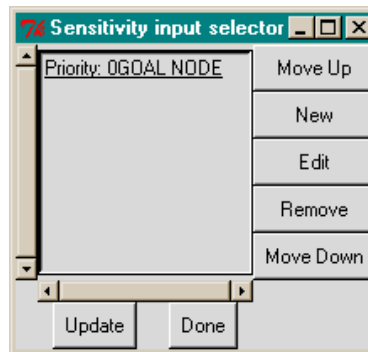 Sensitivity input selector
Priority: 0GOAL NODE
Move Up
New
Edit
Remove
Move Down
Update
Done